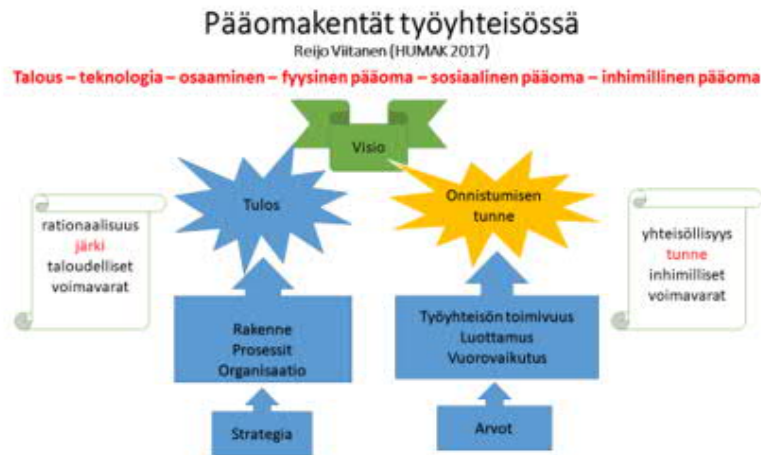 Pääomakentät työyhteisössä
Reijo Viitanen (HUMAK 2017)
Talous – teknologia – osaaminen – fyysinen pääoma – sosiaalinen pääoma – inhimillinen pääoma
Visio
Tulos
Onnistumisen
tunne
rationaalisuus
järki
taloudelliset
voimavarat
yhteisöllisyys
tunne
inhimilliset
voimavarat
Rakenne
Prosessit
Organisaatio
Työyhteisön toimivuus
Luottamus
Vuorovaikutus
Strategia
Arvot